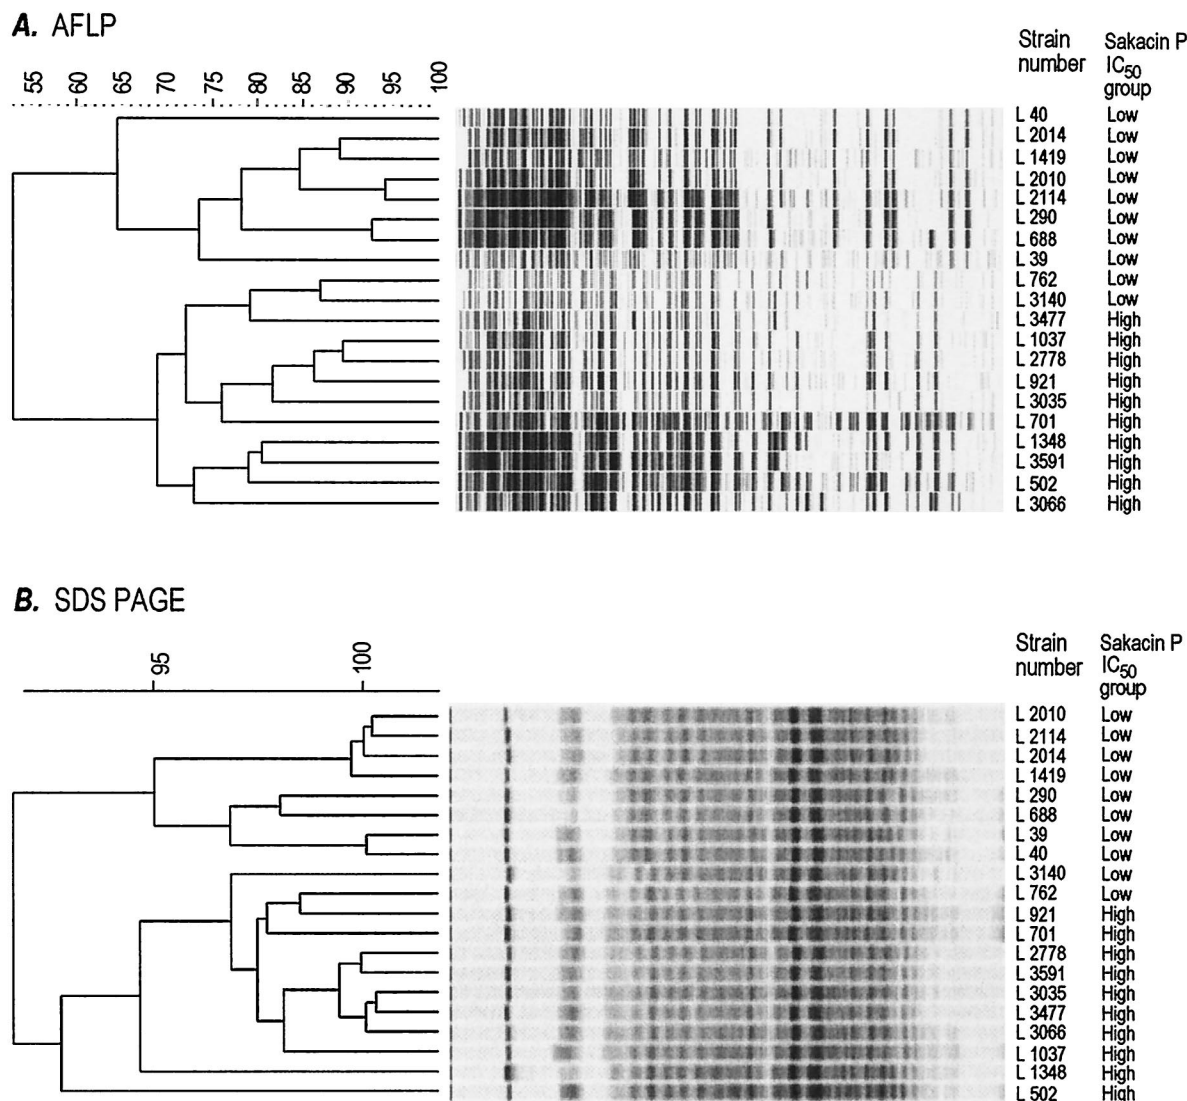 A. AFLP
55 60 65 70 75 80 85 90 95 100
Strain number Sakacin P IC50 group
L 40 Low
L 2014 Low
L 1419 Low
L 2010 Low
L 2114 Low
L 290 Low
L 688 Low
L 39 Low
L 762 Low
L 3140 Low
L 3477 High
L 1037 High
L 2778 High
L 921 High
L 3035 High
L 701 High
L 1348 High
L 3591 High
L 502 High
L 3066 High
B. SDS PAGE
95 100
Strain number Sakacin P IC50 group
L 2010 Low
L 2114 Low
L 2014 Low
L 1419 Low
L 290 Low
L 688 Low
L 39 Low
L 40 Low
L 3140 Low
L 762 Low
L 921 High
L 701 High
L 2778 High
L 3591 High
L 3035 High
L 3477 High
L 3066 High
L 1037 High
L 1348 High
L 502 High